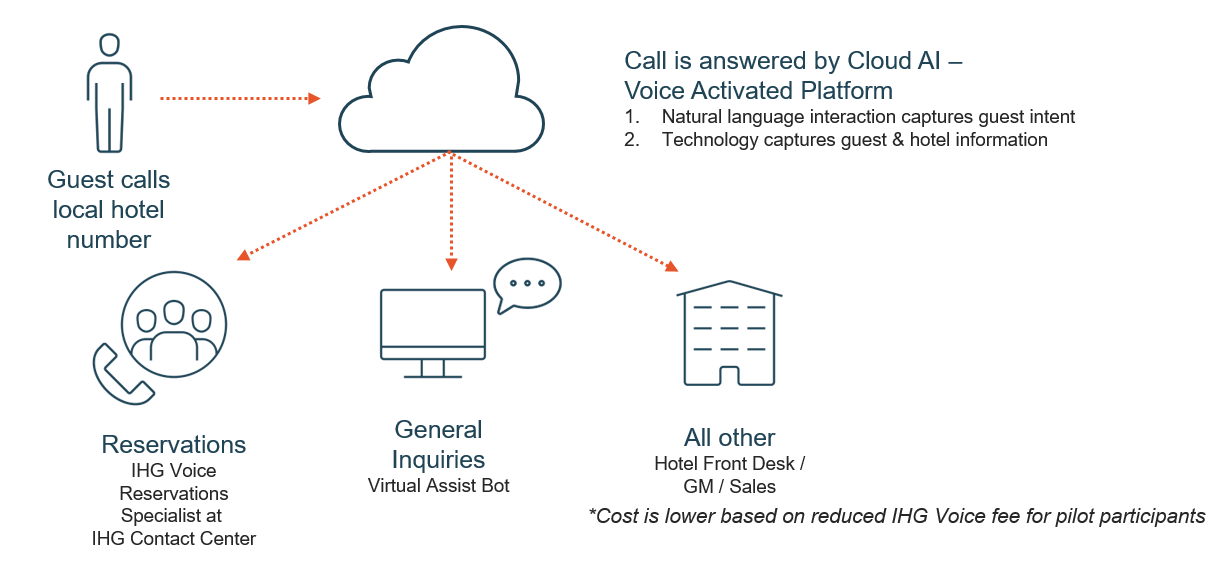 Call is answered by Cloud AI –
Voice Activated Platform
1. Natural language interaction captures guest intent
2. Technology captures guest & hotel information
Guest calls
local hotel
number
Reservations
IHG Voice
Reservations
Specialist at
IHG Contact Center
General
Inquiries
Virtual Assist Bot
All other
Hotel Front Desk /
GM / Sales
*Cost is lower based on reduced IHG Voice fee for pilot participants